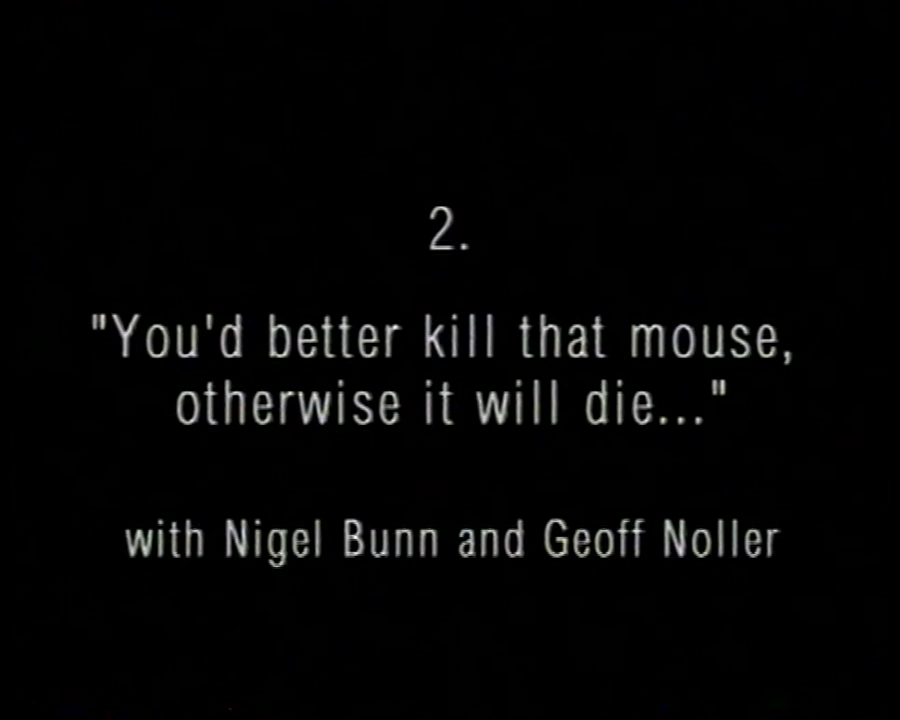 2.
"You'd better kill that mouse,
otherwise it will die..."
with Nigel Bunn and Geoff Noller